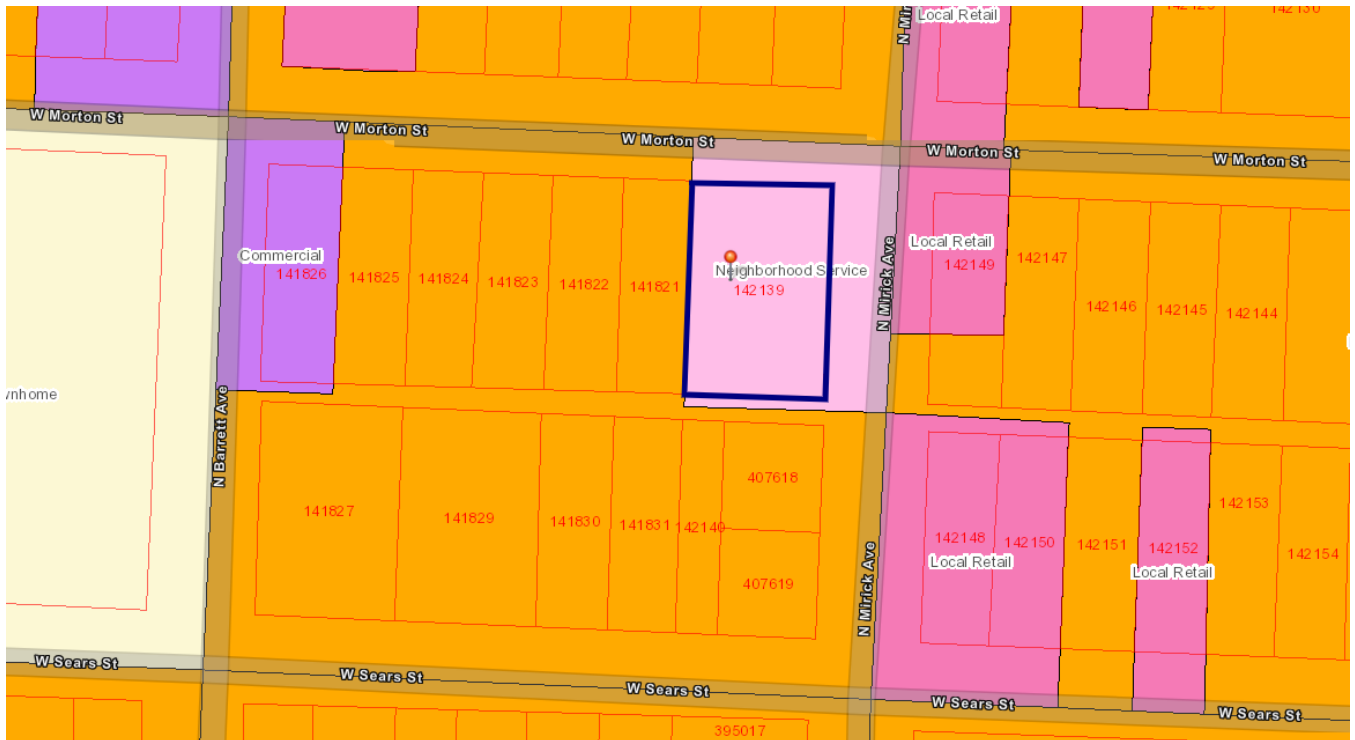 Local Retail
142130
N Mirick Ave
W Morton St
W Morton St
W Morton St
W Morton St
W Morton St
Commercial
141826
141825
141824
141823
141822
141821
Neighborhood Service
142139
Local Retail
142149
142147
142146
142145
142144
wnhome
N Barrett Ave
141827
141829
141830
141831
142140
407618
407619
N Mirick Ave
142148
142150
Local Retail
142151
142152
Local Retail
142153
142154
W Sears St
W Sears St
W Sears St
W Sears St
W Sears St
395017